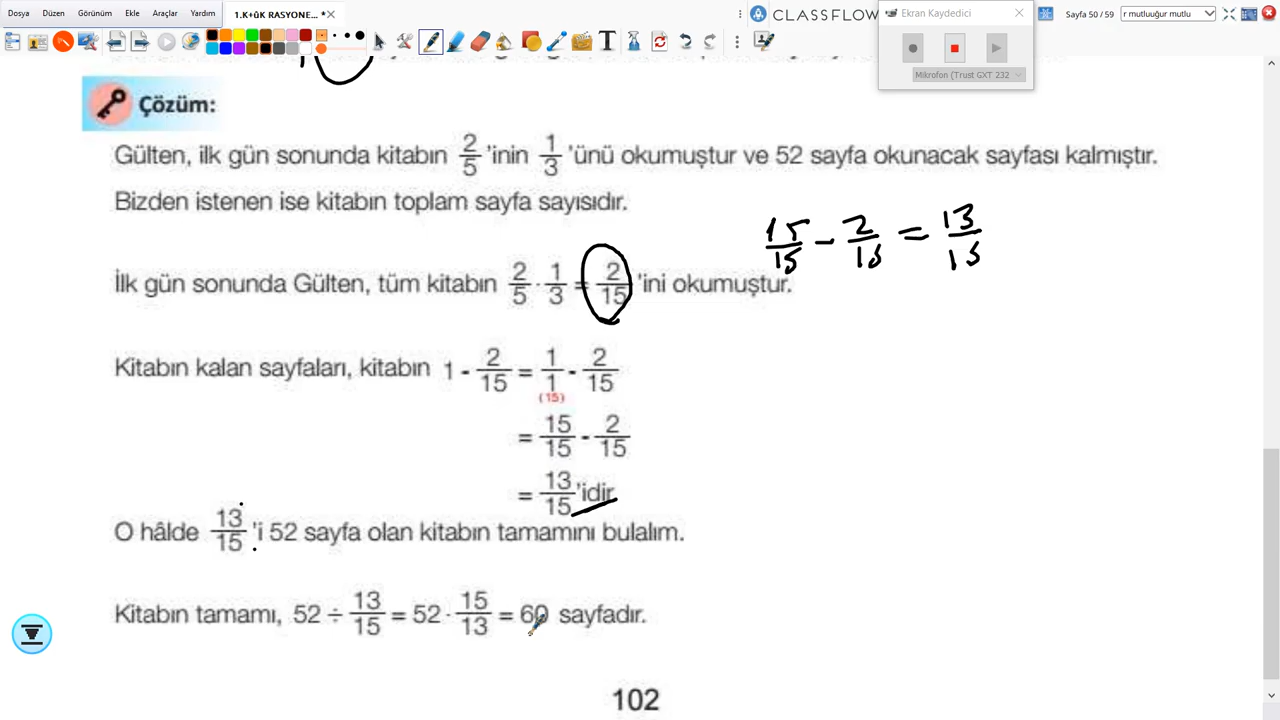 Dosya Düzen Görünüm Ekle Araçlar Yardım 1.K+ûK RASYONE... * CLASSFLOW Ekran Kaydedici Sayfa 50 / 59 r mutluuğur mutlu
Mikrofon (Trust GXT 232
Çözüm:
Gülten, ilk gün sonunda kitabın 2/5 'inin 1/3 'ünü okumuştur ve 52 sayfa okunacak sayfası kalmıştır.
Bizden istenen ise kitabın toplam sayfa sayısıdır.
15/15 - 2/15 = 13/15
İlk gün sonunda Gülten, tüm kitabın 2/5 · 1/3 = 2/15 'ini okumuştur.
Kitabın kalan sayfaları, kitabın 1 - 2/15 = 1/1 - 2/15
(15)
= 15/15 - 2/15
= 13/15 'idir
O hâlde 13/15 'i 52 sayfa olan kitabın tamamını bulalım.
Kitabın tamamı, 52 ÷ 13/15 = 52 · 15/13 = 60 sayfadır.
102